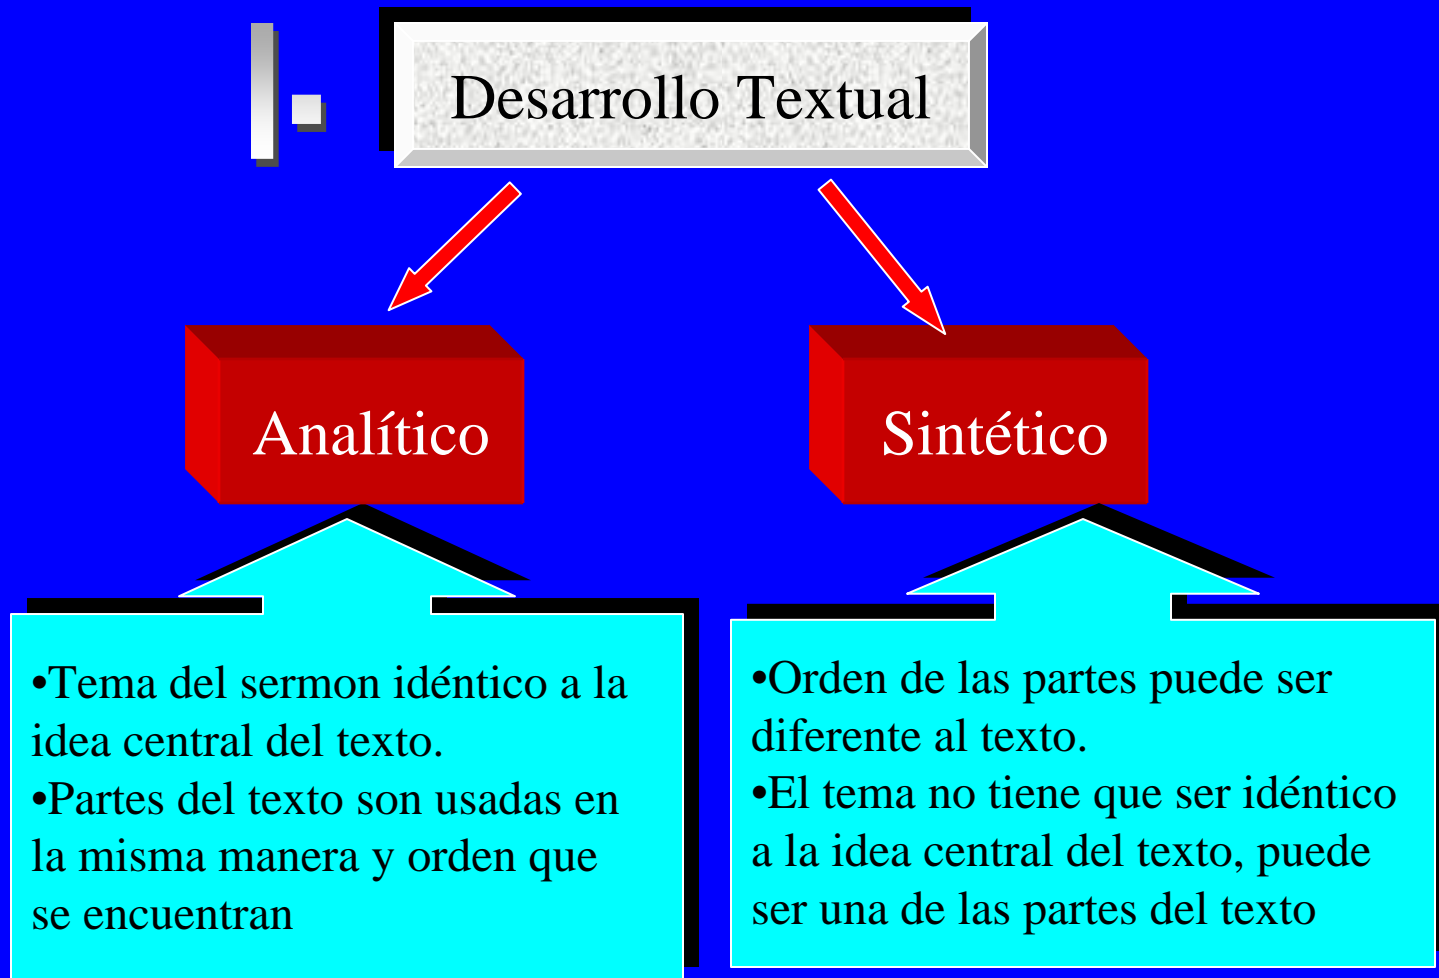 I.
Desarrollo Textual
Analítico
Sintético
•Tema del sermon idéntico a la
idea central del texto.
•Partes del texto son usadas en
la misma manera y orden que
se encuentran
•Orden de las partes puede ser
diferente al texto.
•El tema no tiene que ser idéntico
a la idea central del texto, puede
ser una de las partes del texto